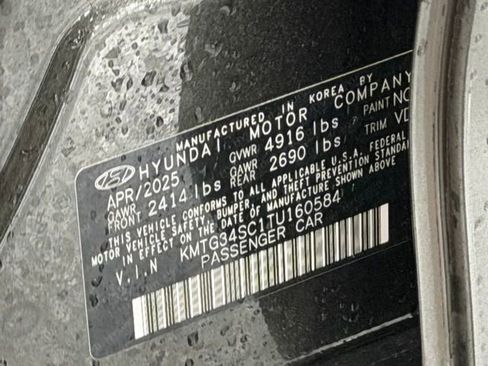 MANUFACTURED IN KOREA BY
HYUNDAI MOTOR COMPANY
APR/2025 GVWR 4916 lbs PAINT
GAWR FRONT 2414 lbs GAWR REAR 2690 lbs TRIM
THIS VEHICLE CONFORMS TO ALL APPLICABLE U.S.A. FEDERAL
MOTOR VEHICLE SAFETY, BUMPER, AND THEFT PREVENTION
IN EFFECT ON THE DATE OF MANUFACTURE SHOWN ABOVE.
V.I.N KMTG34SC1TU160584
PASSENGER CAR